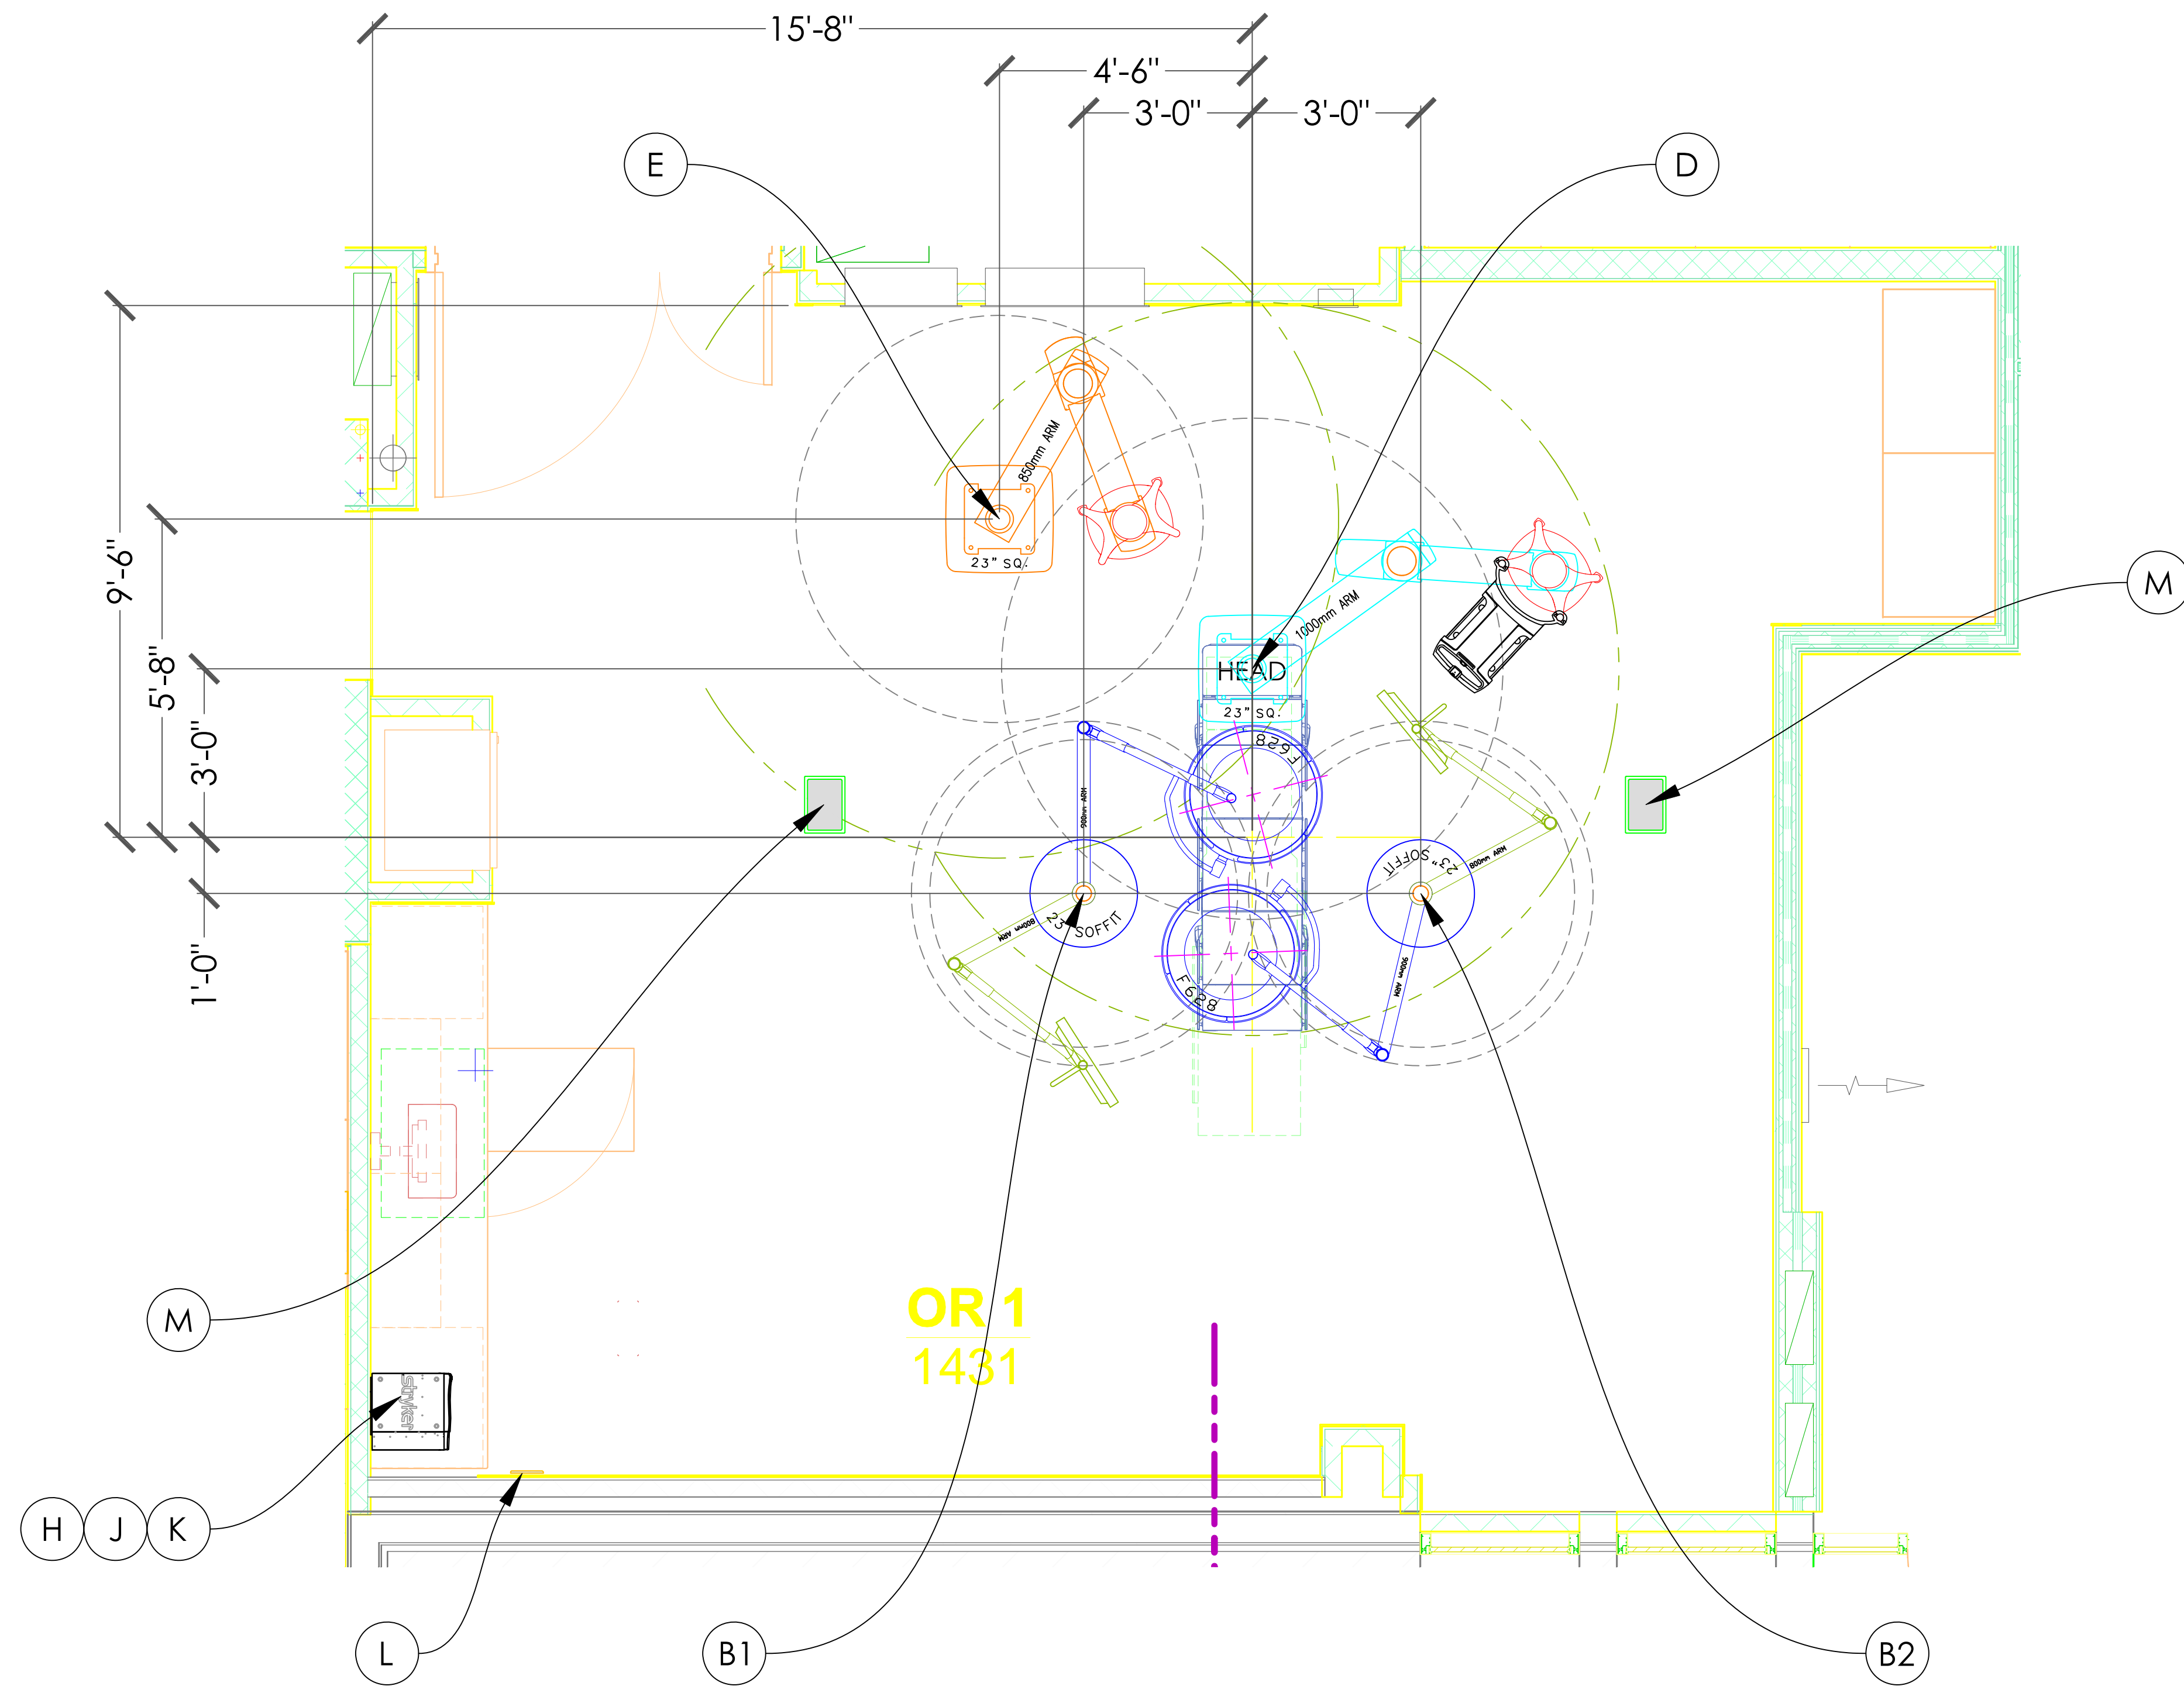 15'-8"
4'-6"
3'-0"
3'-0"
E
D
9'-6"
5'-8"
3'-0"
1'-0"
850mm ARM
23" SQ.
1000mm ARM
M
HEAD
23" SQ.
F628
900mm ARM
23" SOFFIT
800mm ARM
23" SOFFIT
800mm ARM
F628
900mm ARM
OR 1
1431
M
stryker
H J K
L
B1
B2